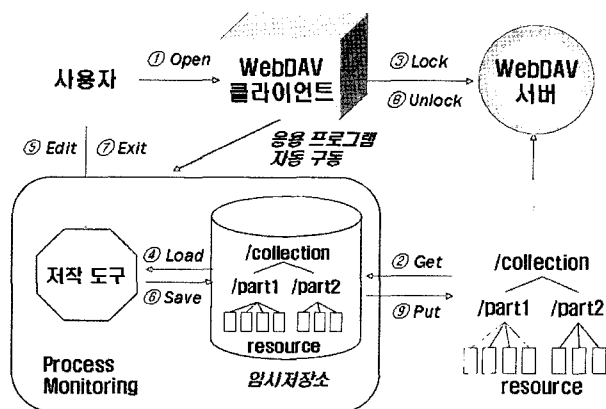 사용자
① Open
WebDAV
클라이언트
③ Lock
⑧ Unlock
WebDAV
서버
⑤ Edit
⑦ Exit
응용 프로그램
자동 구동
저작 도구
④ Load
⑥ Save
/collection
/part1 /part2
resource
② Get
⑨ Put
/collection
/part1 /part2
resource
Process
Monitoring
임시저장소